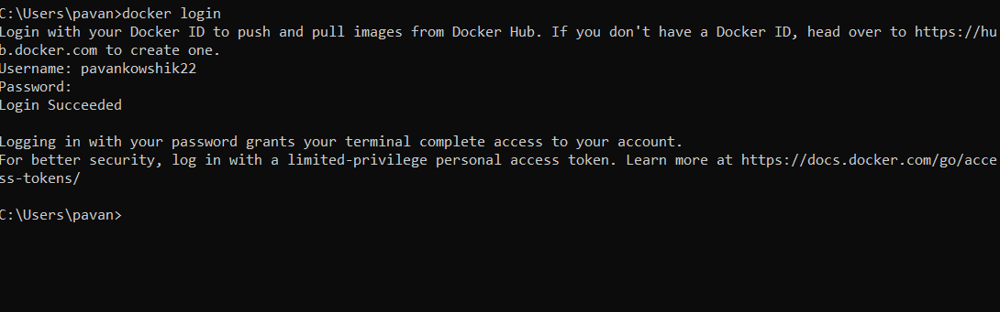 C:\Users\pavan>docker login
Login with your Docker ID to push and pull images from Docker Hub. If you don't have a Docker ID, head over to https://hu
b.docker.com to create one.
Username: pavankowshik22
Password:
Login Succeeded
Logging in with your password grants your terminal complete access to your account.
For better security, log in with a limited-privilege personal access token. Learn more at https://docs.docker.com/go/acce
ss-tokens/
C:\Users\pavan>